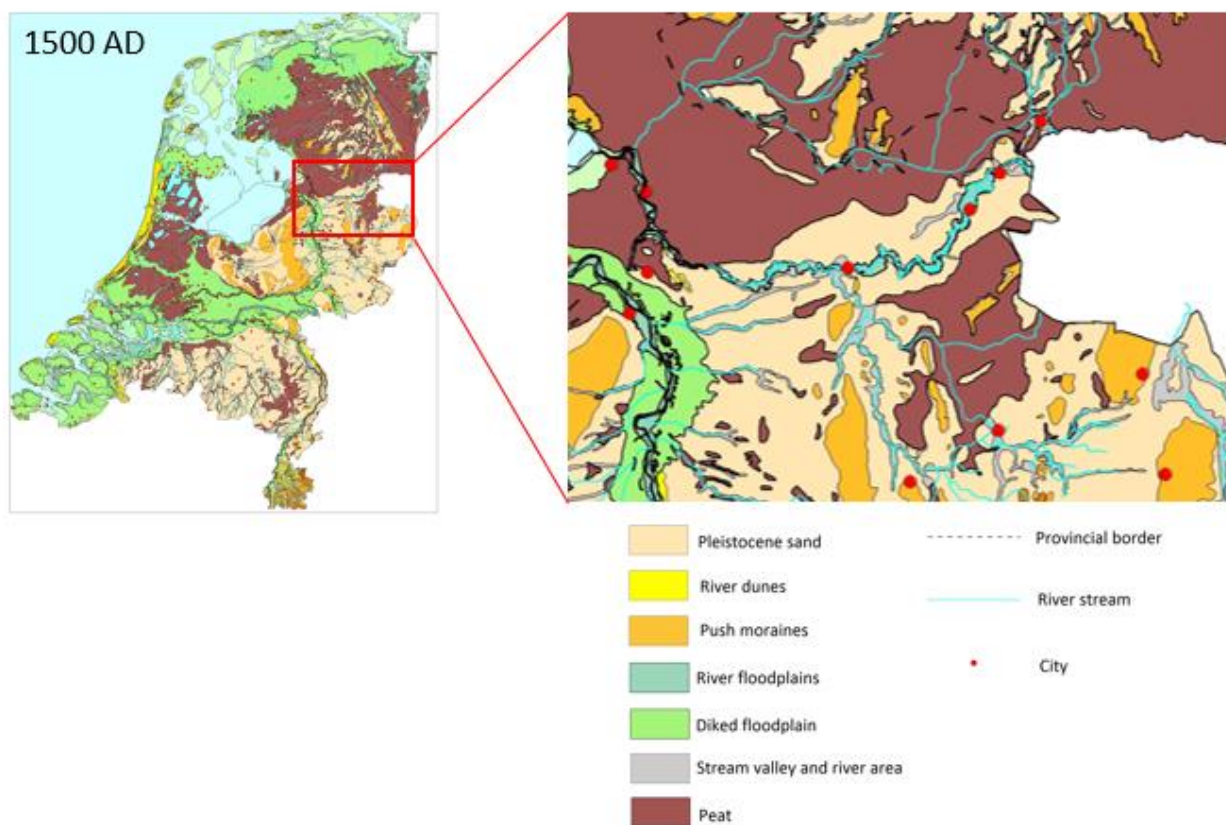 1500 AD
Pleistocene sand
River dunes
Push moraines
River floodplains
Diked floodplain
Stream valley and river area
Peat
Provincial border
River stream
City